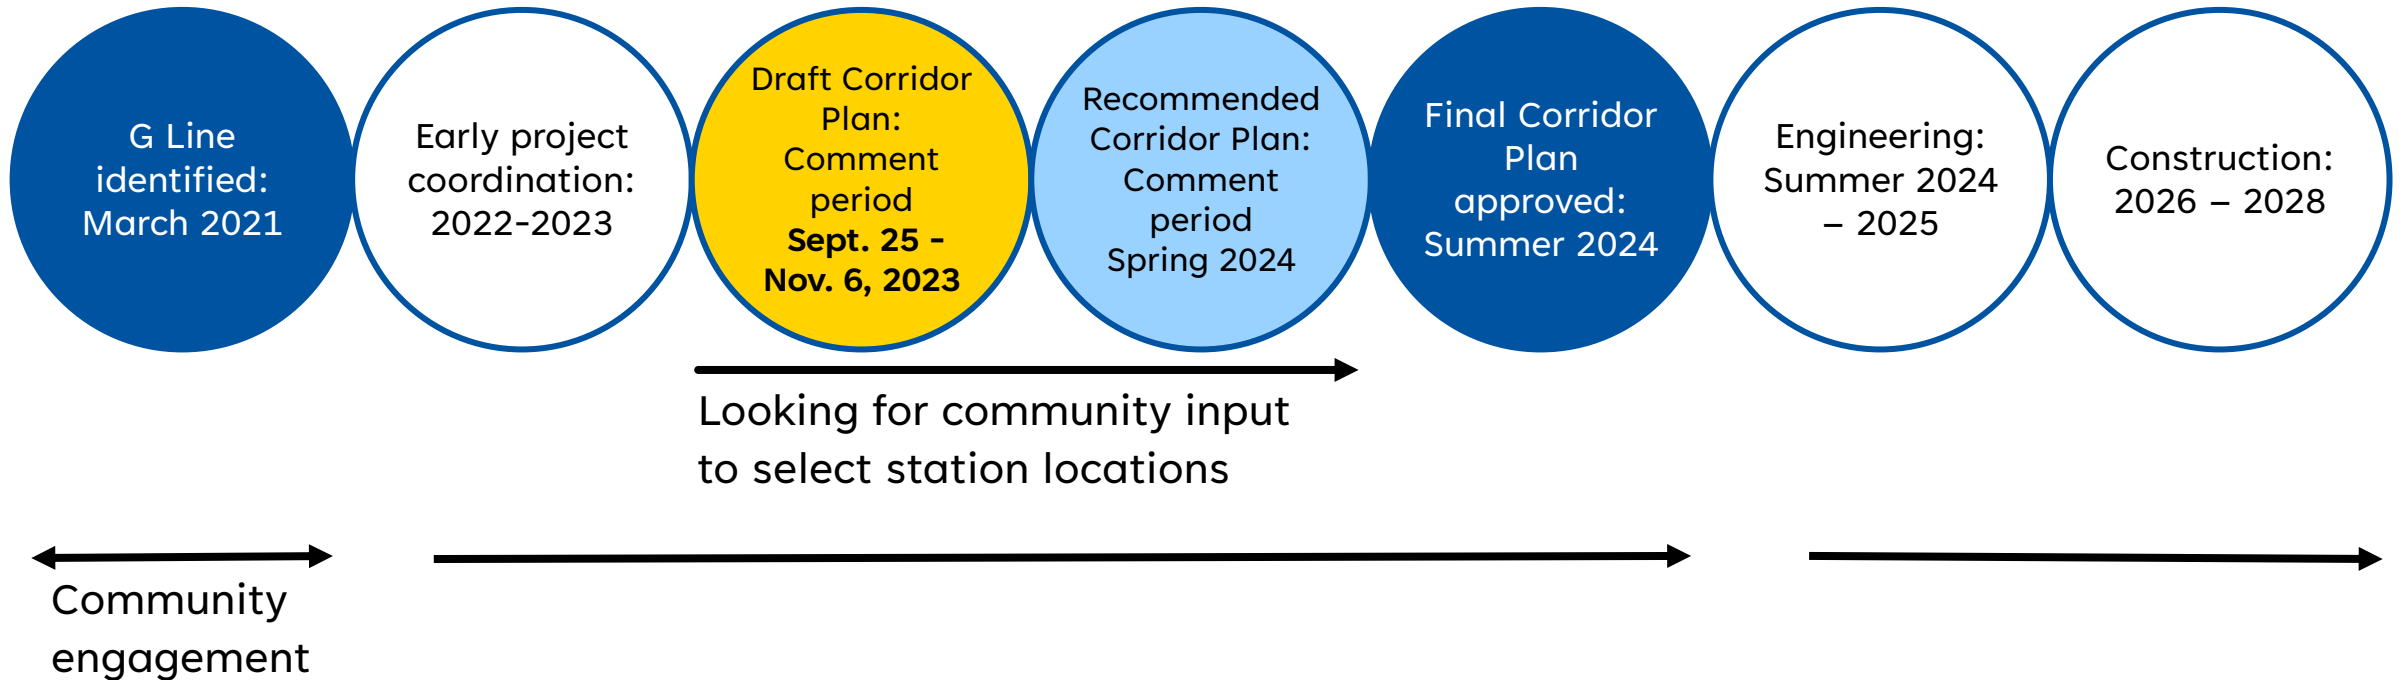 G Line
identified:
March 2021
Early project
coordination:
2022-2023
Draft Corridor
Plan:
Comment
period
Sept. 25 -
Nov. 6, 2023
Recommended
Corridor Plan:
Comment
period
Spring 2024
Final Corridor
Plan
approved:
Summer 2024
Engineering:
Summer 2024
– 2025
Construction:
2026 – 2028
Looking for community input
to select station locations
Community
engagement